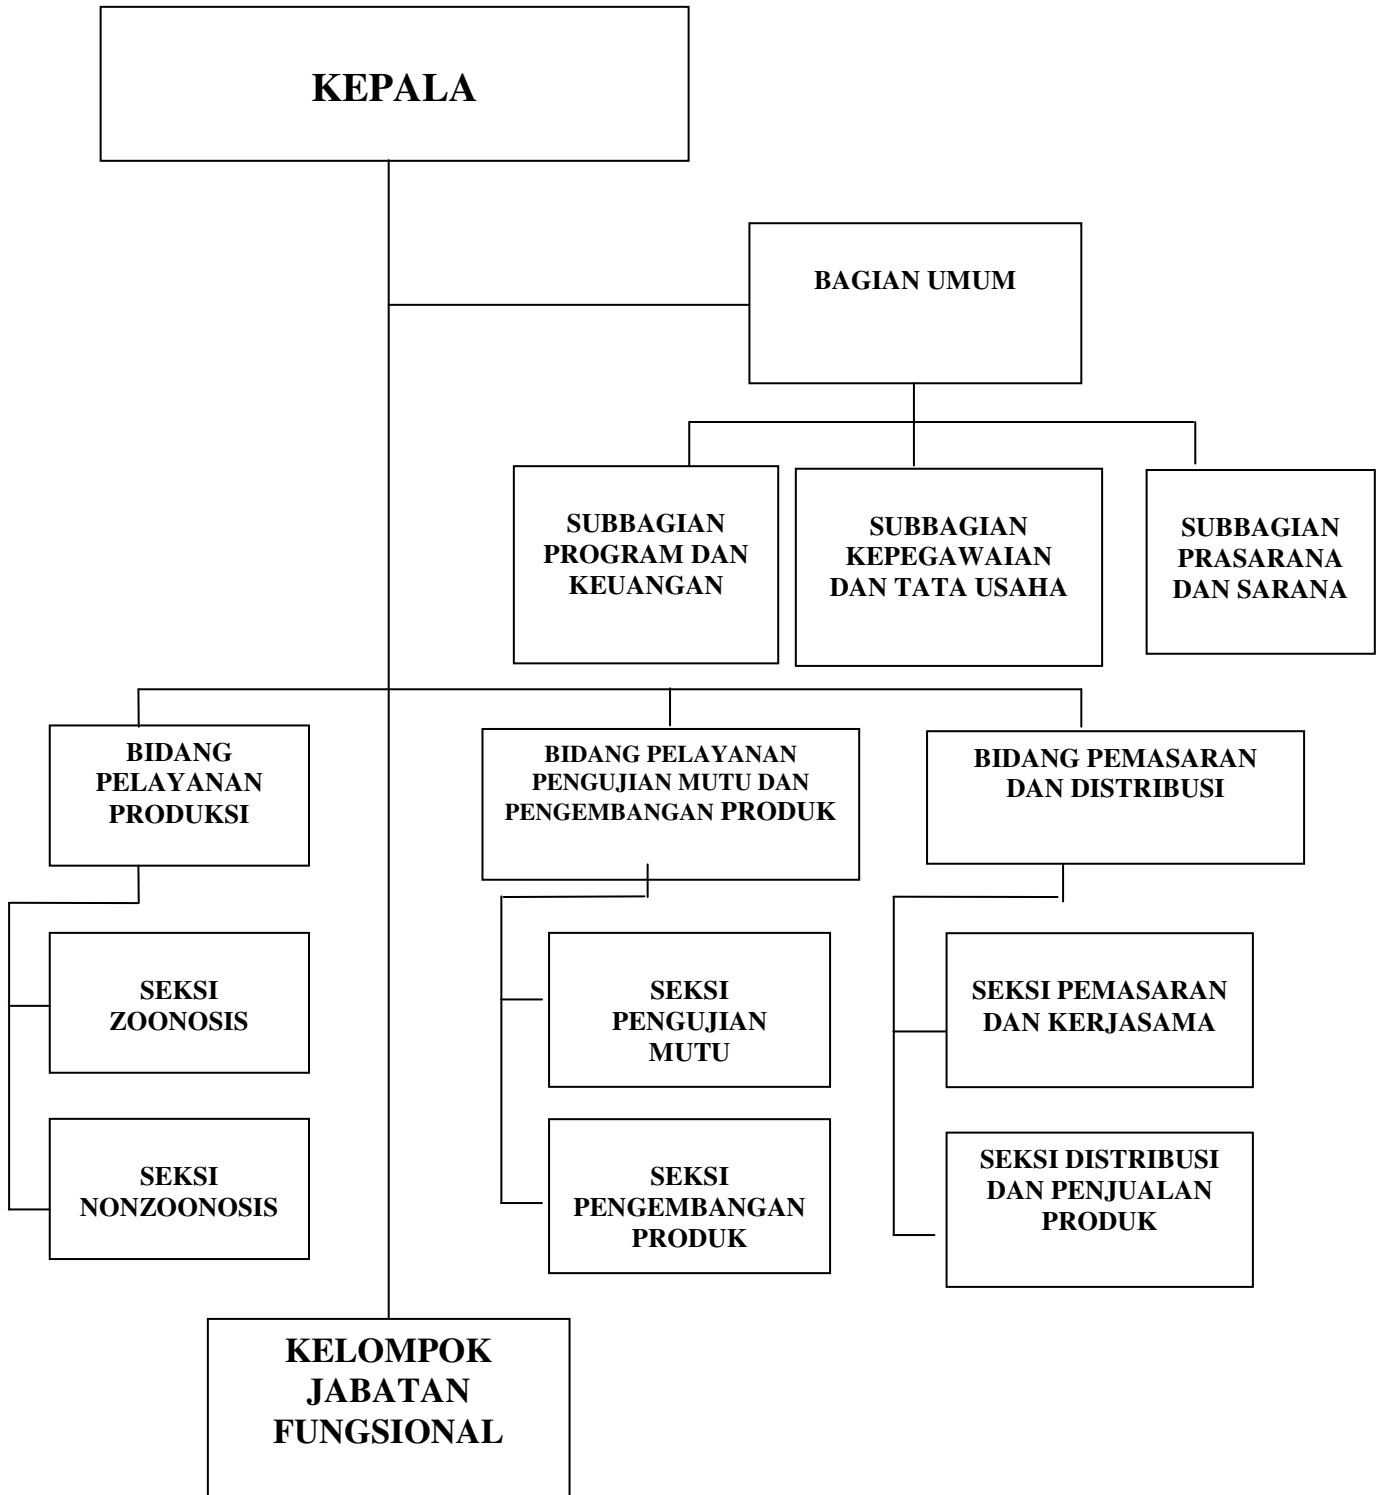 KEPALA
BAGIAN UMUM
SUBBAGIAN
PROGRAM DAN
KEUANGAN
SUBBAGIAN
KEPEGAWAIAN
DAN TATA USAHA
SUBBAGIAN
PRASARANA
DAN SARANA
BIDANG
PELAYANAN
PRODUKSI
BIDANG PELAYANAN
PENGUJIAN MUTU DAN
PENGEMBANGAN PRODUK
BIDANG PEMASARAN
DAN DISTRIBUSI
SEKSI
ZOONOSIS
SEKSI
PENGUJIAN
MUTU
SEKSI PEMASARAN
DAN KERJASAMA
SEKSI
NONZOONOSIS
SEKSI
PENGEMBANGAN
PRODUK
SEKSI DISTRIBUSI
DAN PENJUALAN
PRODUK
KELOMPOK
JABATAN
FUNGSIONAL